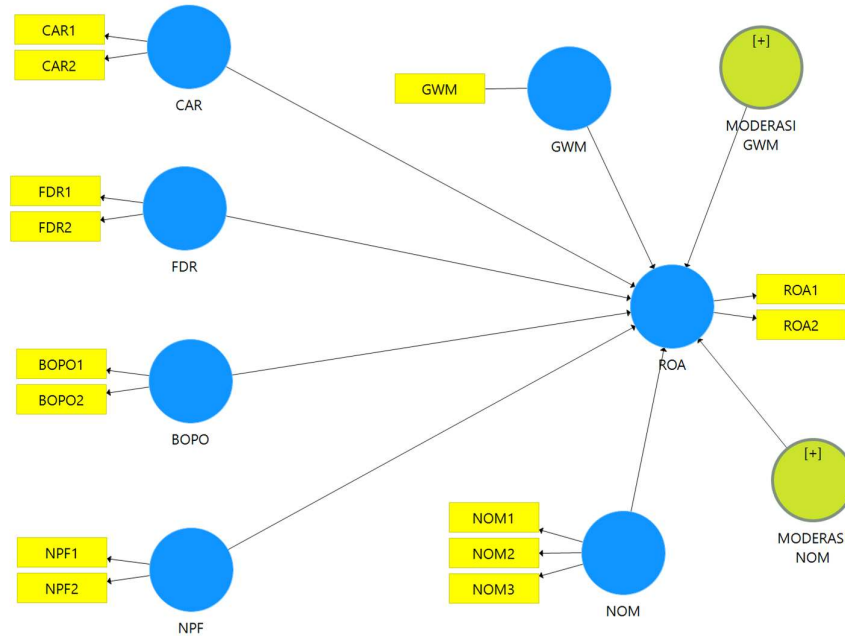 CAR1
CAR2
CAR
GWM
GWM
[+]
MODERASI
GWM
FDR1
FDR2
FDR
ROA1
ROA2
ROA
BOPO1
BOPO2
BOPO
[+]
MODERAS
NOM
NPF1
NPF2
NPF
NOM1
NOM2
NOM3
NOM